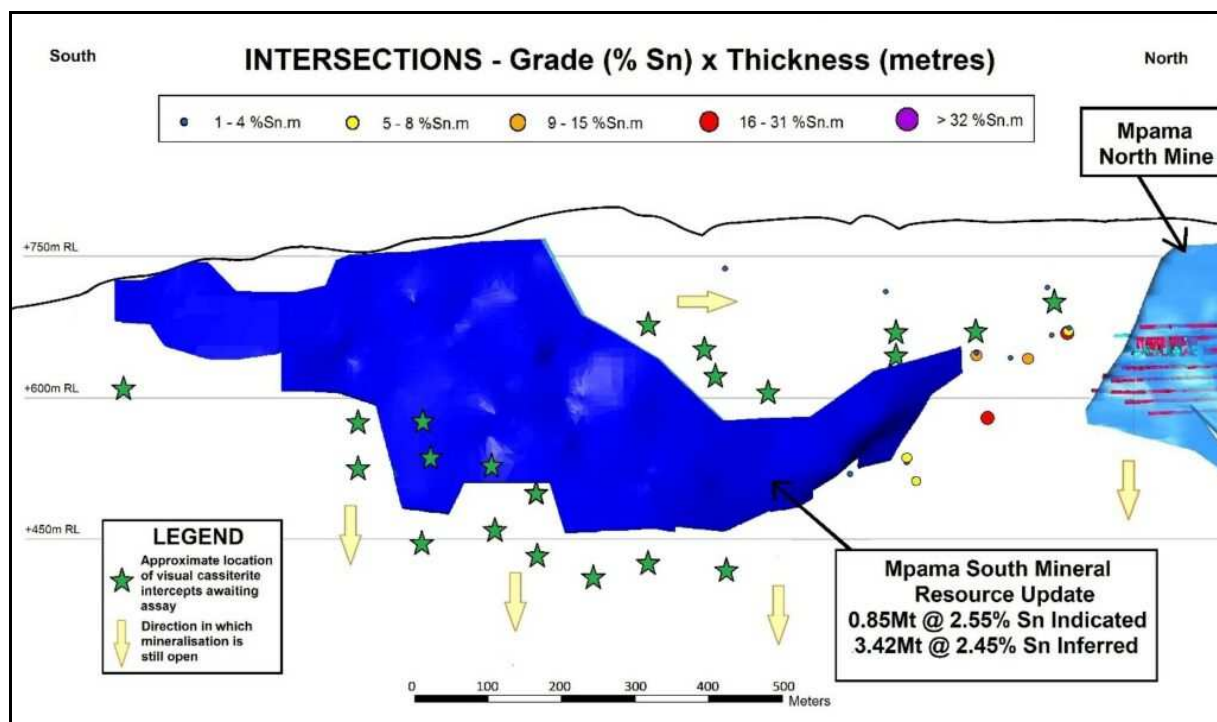 South
INTERSECTIONS - Grade (% Sn) x Thickness (metres)
North
1 - 4 %Sn.m
5 - 8 %Sn.m
9 - 15 %Sn.m
16 - 31 %Sn.m
> 32 %Sn.m
Mpama
North Mine
+750m RL
+600m RL
+450m RL
LEGEND
Approximate location
of visual cassiterite
intercepts awaiting
assay
Direction in which
mineralisation is
still open
Mpama South Mineral
Resource Update
0.85Mt @ 2.55% Sn Indicated
3.42Mt @ 2.45% Sn Inferred
0 100 200 300 400 500
Meters